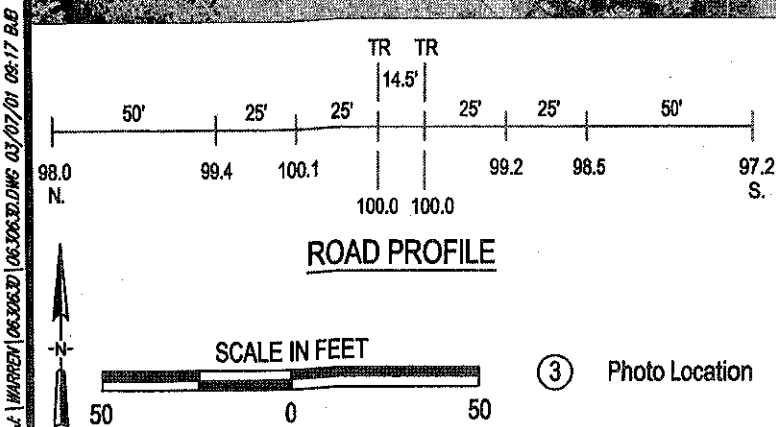 TR TR
14.5'
50' 25' 25' 25' 25' 50'
98.0 99.4 100.1 99.2 98.5 97.2
N. S.
100.0 100.0
ROAD PROFILE
-N-
SCALE IN FEET
50 0 50
3 Photo Location
J:\WARREN\063063D\063063D.DWG 03/07/01 09:17 BJB